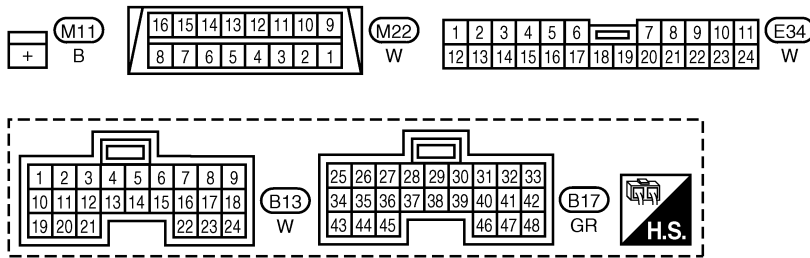 +
M11
B
16 15 14 13 12 11 10 9
8 7 6 5 4 3 2 1
M22
W
1 2 3 4 5 6 7 8 9 10 11
12 13 14 15 16 17 18 19 20 21 22 23 24
E34
W
1 2 3 4 5 6 7 8 9
10 11 12 13 14 15 16 17 18
19 20 21 22 23 24
B13
W
25 26 27 28 29 30 31 32 33
34 35 36 37 38 39 40 41 42
43 44 45 46 47 48
B17
GR
H.S.